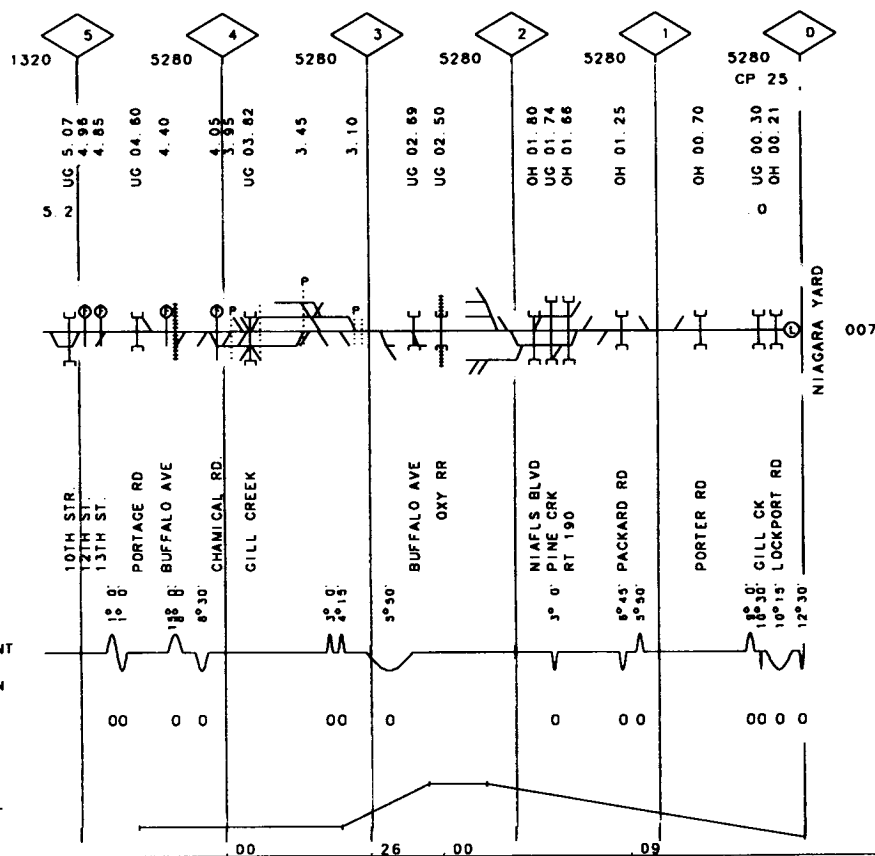 5 4 3 2 1 0
1320 5280 5280 5280 5280 5280
CP 25
UG 5.07
4.96
4.85
UG 04.60
4.40
4.05
3.95
UG 03.82
3.45
3.10
UG 02.69
UG 02.50
OH 01.80
UG 01.74
OH 01.66
OH 01.25
OH 00.70
UG 00.30
OH 00.21
5.2
0
P
P
P
L
007
NIAGARA YARD
10TH STR.
12TH ST.
13TH ST.
PORTAGE RD
BUFFALO AVE
CHAMICAL RD.
GILL CREEK
BUFFALO AVE
OXY RR
NIAFLS BLVD
PINE CRK
RT 190
PACKARD RD
PORTER RD
GILL CK
LOCKPORT RD
1° 0'
1° 0'
8° 30'
3° 0'
4° 15'
5° 50'
3° 0'
6° 45'
5° 50'
10° 30'
10° 15'
12° 30'
NT
N
00 0 0 00 0 0 0 0 00 0 0
00 26 00 09